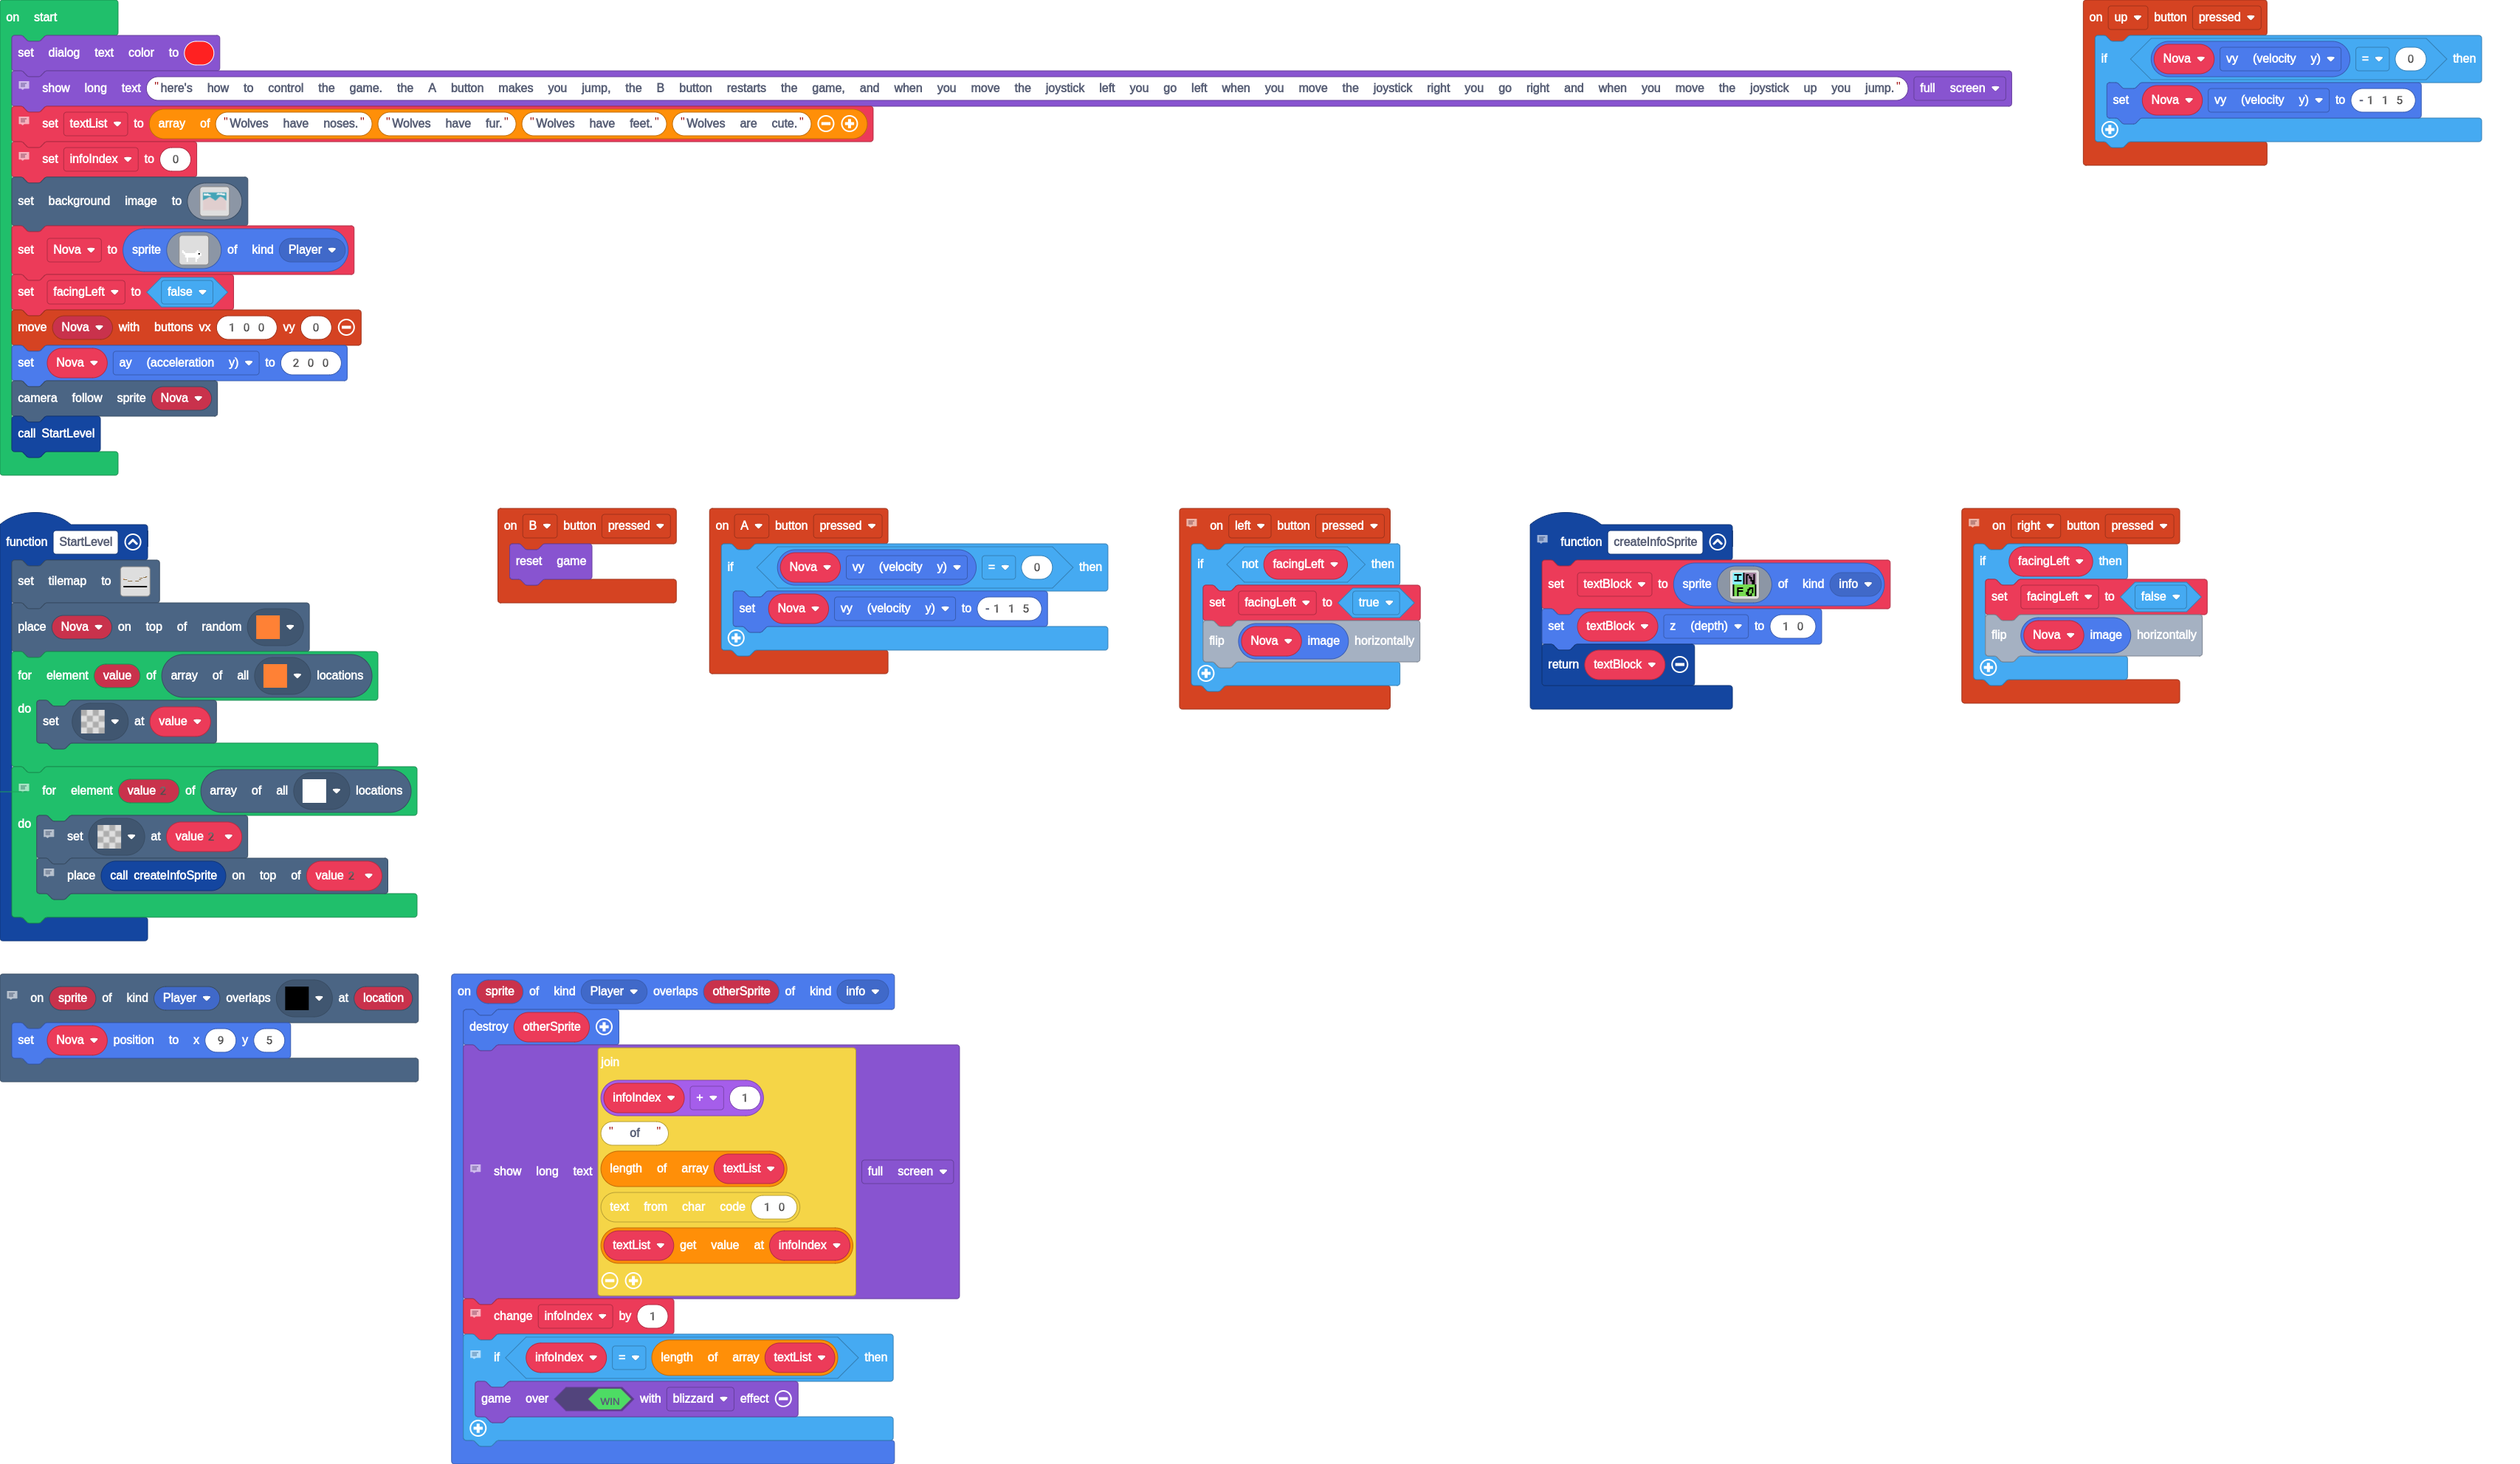 on start
set dialog text color to
show long text "here's how to control the game. the A button makes you jump, the B button restarts the game, and when you move the joystick left you go left when you move the joystick right you go right and when you move the joystick up you jump." full screen
set textList to array of "Wolves have noses." "Wolves have fur." "Wolves have feet." "Wolves are cute."
set infoIndex to 0
set background image to
set Nova to sprite of kind Player
set facingLeft to false
move Nova with buttons vx 100 vy 0
set Nova ay (acceleration y) to 200
camera follow sprite Nova
call StartLevel
on up button pressed
if Nova vy (velocity y) = 0 then
set Nova vy (velocity y) to -115
function StartLevel
set tilemap to
place Nova on top of random
for element value of array of all locations
do set at value
for element value 2 of array of all locations
do set at value 2
place call createInfoSprite on top of value 2
on B button pressed
reset game
on A button pressed
if Nova vy (velocity y) = 0 then
set Nova vy (velocity y) to -115
on left button pressed
if not facingLeft then
set facingLeft to true
flip Nova image horizontally
function createInfoSprite
set textBlock to sprite IN FO of kind info
set textBlock z (depth) to 10
return textBlock
on right button pressed
if facingLeft then
set facingLeft to false
flip Nova image horizontally
on sprite of kind Player overlaps at location
set Nova position to x 9 y 5
on sprite of kind Player overlaps otherSprite of kind info
destroy otherSprite
show long text join full screen
infoIndex + 1
" of "
length of array textList
text from char code 10
textList get value at infoIndex
change infoIndex by 1
if infoIndex = length of array textList then
game over WIN with blizzard effect